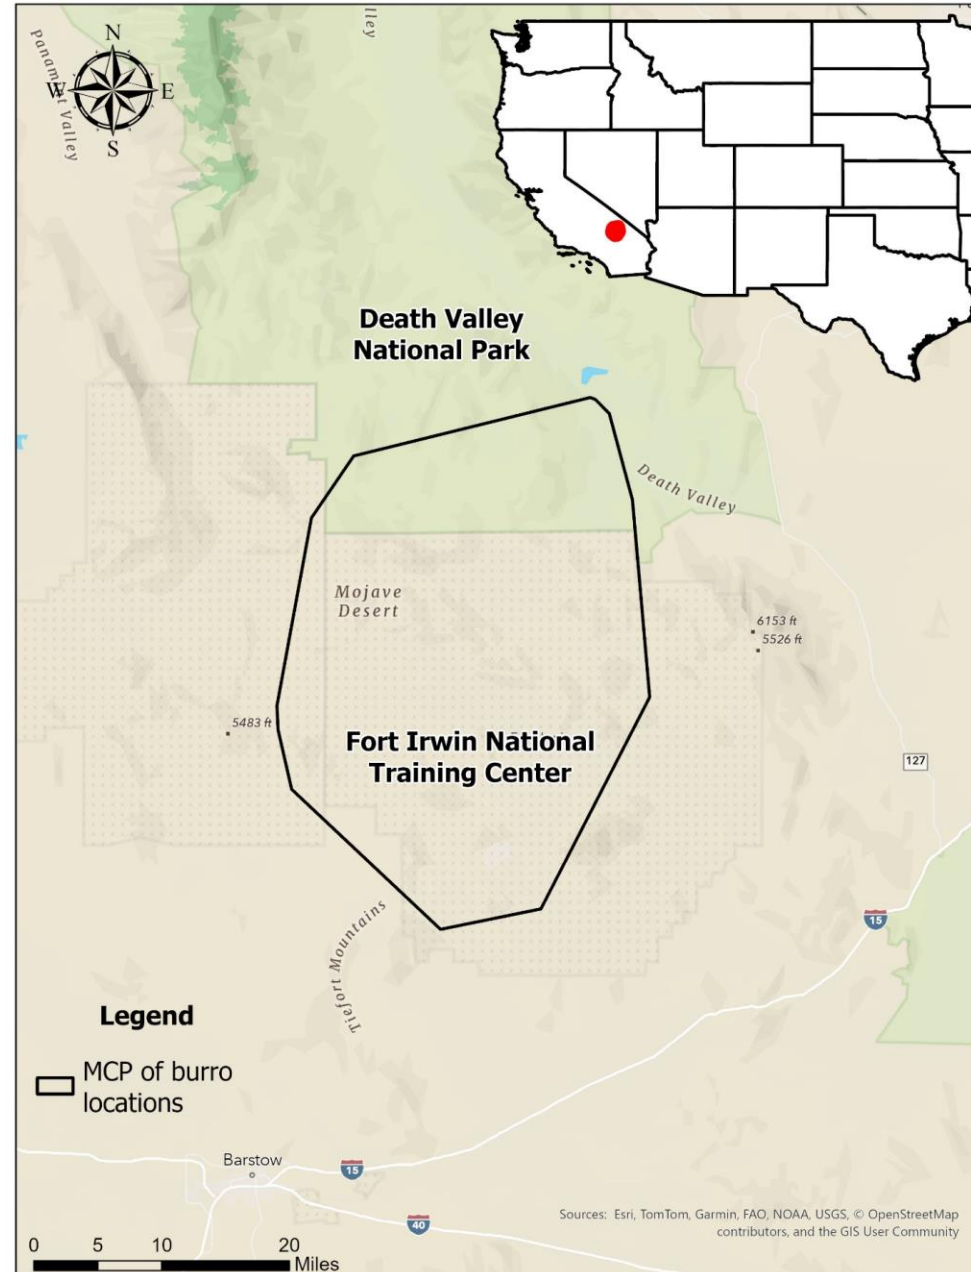 N
W
E
S
Panamint Valley
lley
Death Valley
National Park
Death Valley
Mojave
Desert
6153 ft
5526 ft
5483 ft
Fort Irwin National
Training Center
127
15
Tiefort Mountains
Legend
MCP of burro
locations
Barstow
15
40
Sources: Esri, TomTom, Garmin, FAO, NOAA, USGS, © OpenStreetMap
contributors, and the GIS User Community
0 5 10 20
Miles